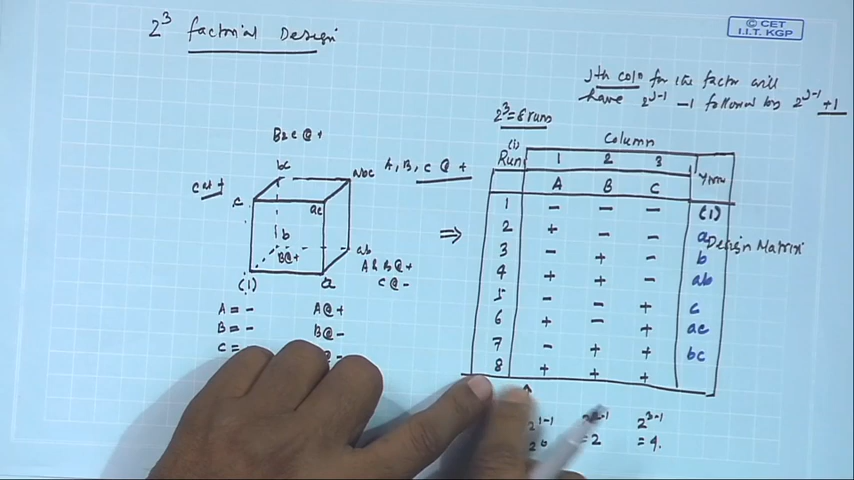 2³ factorial Design
© CET
I.I.T. KGP
Jth coln for the factor will
have 2^J-1 -1 followed by 2^J-1 +1
2³=8 runs
B & C @ +
bc
abc
A, B, C @ +
C at +
c
ac
b
B@+
ab
A & B @ +
C @ -
(1)
a
A = -
B = -
C =
A@+
B@-
@-
⇒
Column
(i)
Run
1 2 3
A B C
1 - - - (1)
2 + - - a
Design Matrix
3 - + - b
4 + + - ab
5 - - + c
6 + - + ac
7 - + + bc
8 + + +
2^1-1 2-1 2^3-1
2⁰ =2 =4.